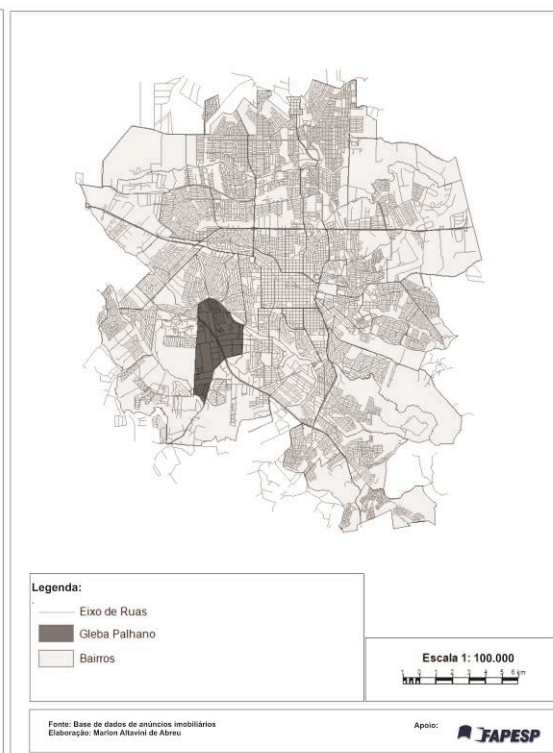 Legenda:
Eixo de Ruas
Gleba Palhano
Bairros
Escala 1: 100.000
1 0 1 2 3 4 5 6 km
Fonte: Base de dados de anúncios imobiliários
Elaboração: Marlon Altavini de Abreu
Apoio:
FAPESP